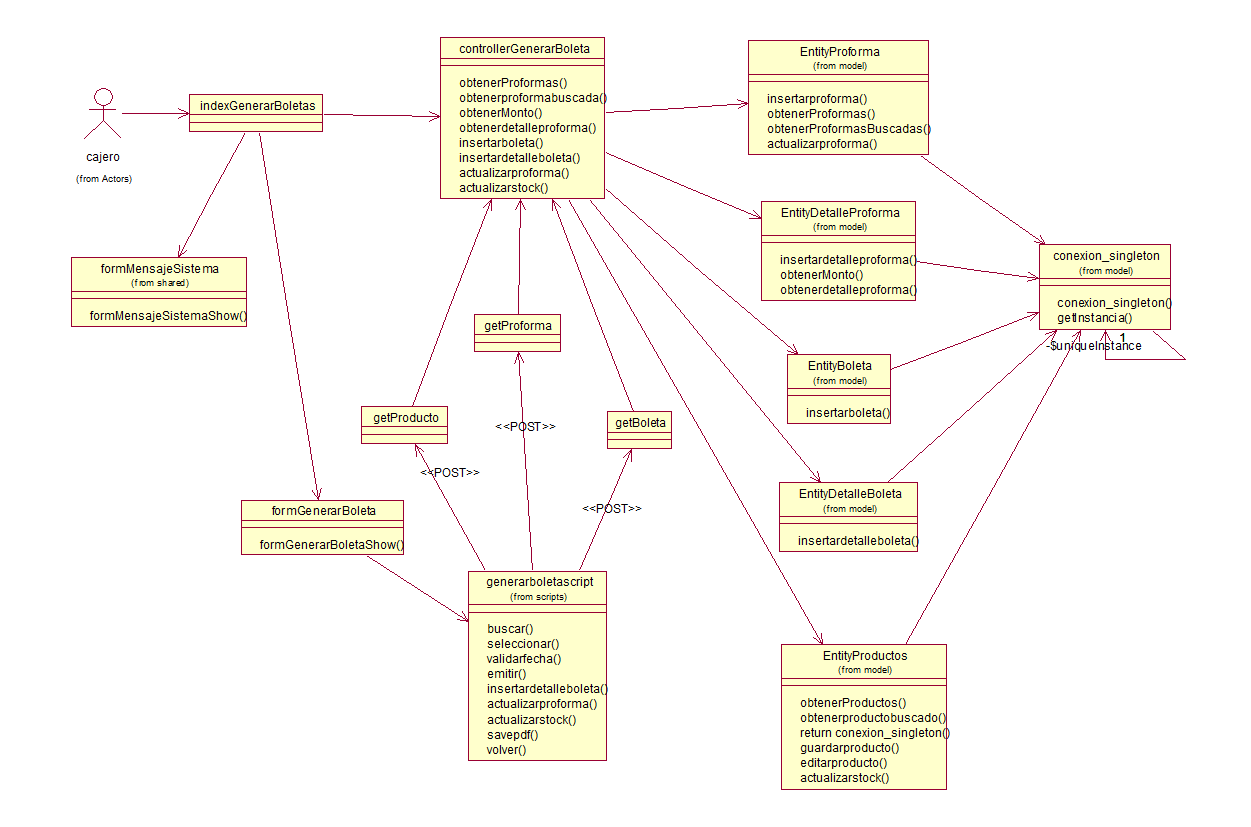 cajero
(from Actors)
indexGenerarBoletas
controllerGenerarBoleta
obtenerProformas()
obtenerproformabuscada()
obtenerMonto()
obtenerdetalleproforma()
insertarboleta()
insertardetalleboleta()
actualizarproforma()
actualizarstock()
EntityProforma
(from model)
insertarproforma()
obtenerProformas()
obtenerProformasBuscadas()
actualizarproforma()
EntityDetalleProforma
(from model)
insertardetalleproforma()
obtenerMonto()
obtenerdetalleproforma()
conexion_singleton
(from model)
conexion_singleton()
getInstancia()
1
-$uniqueInstance
formMensajeSistema
(from shared)
formMensajeSistemaShow()
getProforma
getProducto
getBoleta
<<POST>>
<<POST>>
<<POST>>
EntityBoleta
(from model)
insertarboleta()
EntityDetalleBoleta
(from model)
insertardetalleboleta()
formGenerarBoleta
formGenerarBoletaShow()
generarboletascript
(from scripts)
buscar()
seleccionar()
validarfecha()
emitir()
insertardetalleboleta()
actualizarproforma()
actualizarstock()
savepdf()
volver()
EntityProductos
(from model)
obtenerProductos()
obtenerproductobuscado()
return conexion_singleton()
guardarproducto()
editarproducto()
actualizarstock()